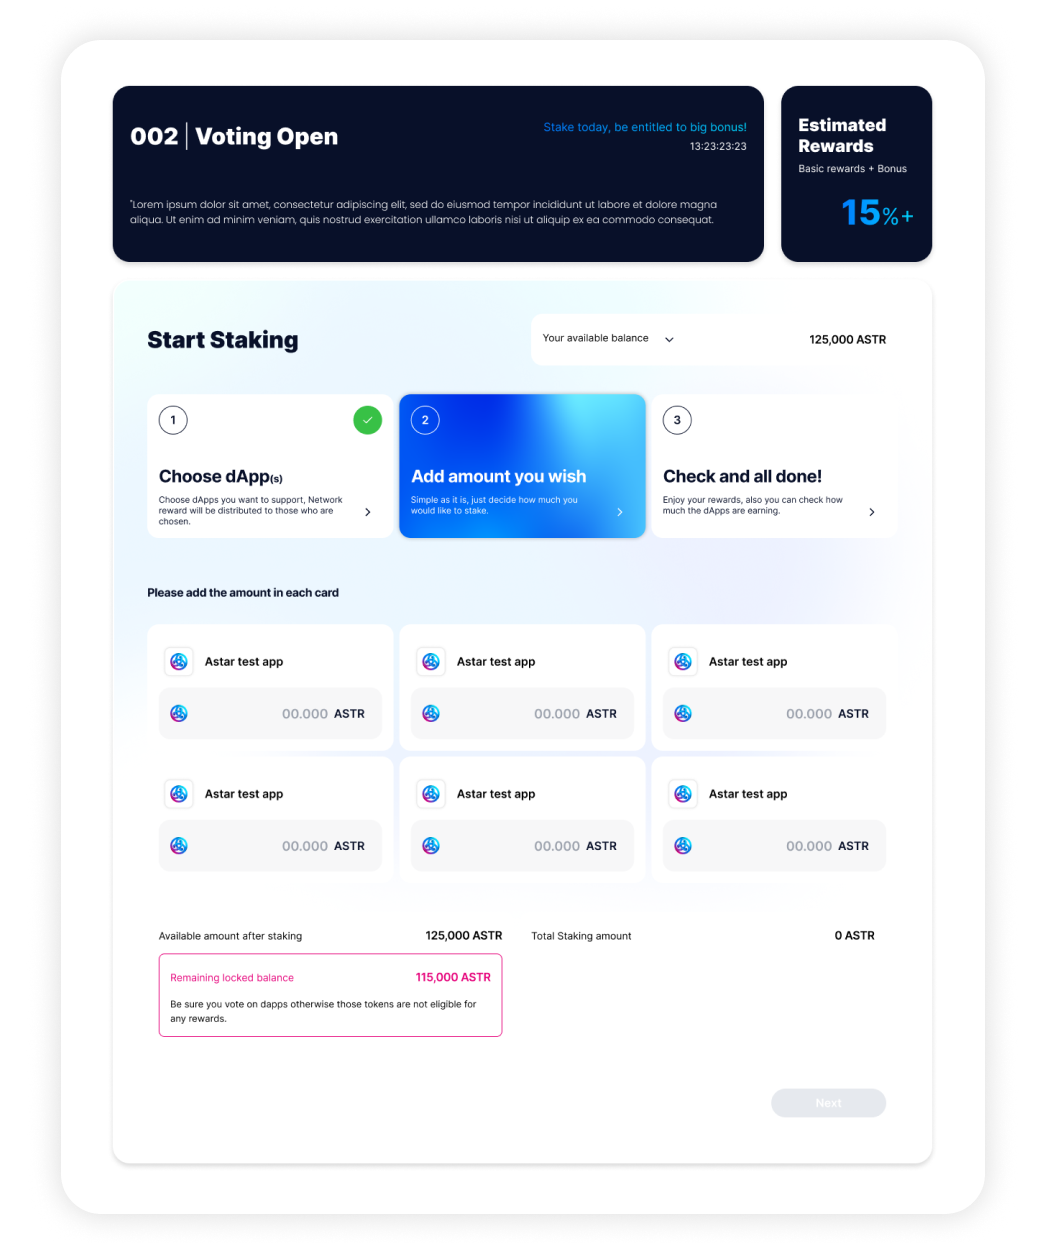 002 | Voting Open
Stake today, be entitled to big bonus!
13:23:23:23
"Lorem ipsum dolor sit amet, consectetur adipiscing elit, sed do eiusmod tempor incididunt ut labore et dolore magna
aliqua. Ut enim ad minim veniam, quis nostrud exercitation ullamco laboris nisi ut aliquip ex ea commodo consequat.
Estimated
Rewards
Basic rewards + Bonus
15%+
Start Staking
Your available balance
125,000 ASTR
1
Choose dApp(s)
Choose dApps you want to support, Network
reward will be distributed to those who are
chosen.
2
Add amount you wish
Simple as it is, just decide how much you
would like to stake.
3
Check and all done!
Enjoy your rewards, also you can check how
much the dApps are earning.
Please add the amount in each card
Astar test app
00.000 ASTR
Astar test app
00.000 ASTR
Astar test app
00.000 ASTR
Astar test app
00.000 ASTR
Astar test app
00.000 ASTR
Astar test app
00.000 ASTR
Available amount after staking
125,000 ASTR
Remaining locked balance
115,000 ASTR
Be sure you vote on dapps otherwise those tokens are not eligible for
any rewards.
Total Staking amount
0 ASTR
Next